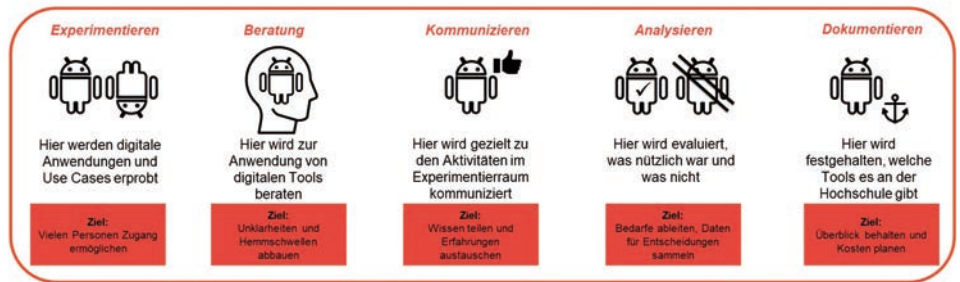 Experimentieren
Hier werden digitale
Anwendungen und
Use Cases erprobt
Ziel:
Vielen Personen Zugang
ermöglichen
Beratung
Hier wird zur
Anwendung von
digitalen Tools
beraten
Ziel:
Unklarheiten und
Hemmschwellen
abbauen
Kommunizieren
Hier wird gezielt zu
den Aktivitäten im
Experimentierraum
kommuniziert
Ziel:
Wissen teilen und
Erfahrungen
austauschen
Analysieren
Hier wird evaluiert,
was nützlich war und
was nicht
Ziel:
Bedarfe ableiten, Daten
für Entscheidungen
sammeln
Dokumentieren
Hier wird
festgehalten, welche
Tools es an der
Hochschule gibt
Ziel:
Überblick behalten und
Kosten planen